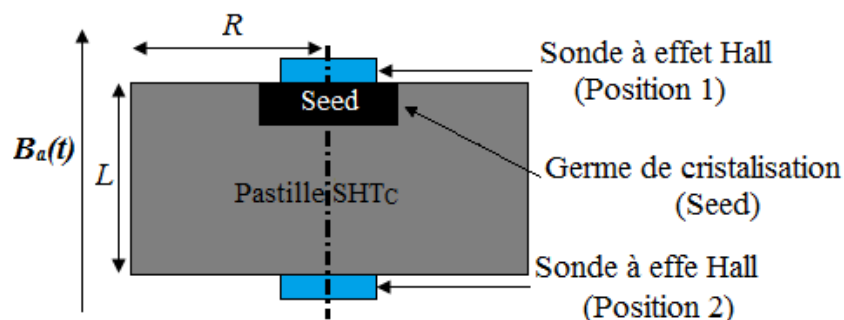 R
Sonde à effet Hall
(Position 1)
Seed
Ba(t)
L
Germe de cristalisation
(Seed)
Pastille SHTC
Sonde à effe Hall
(Position 2)